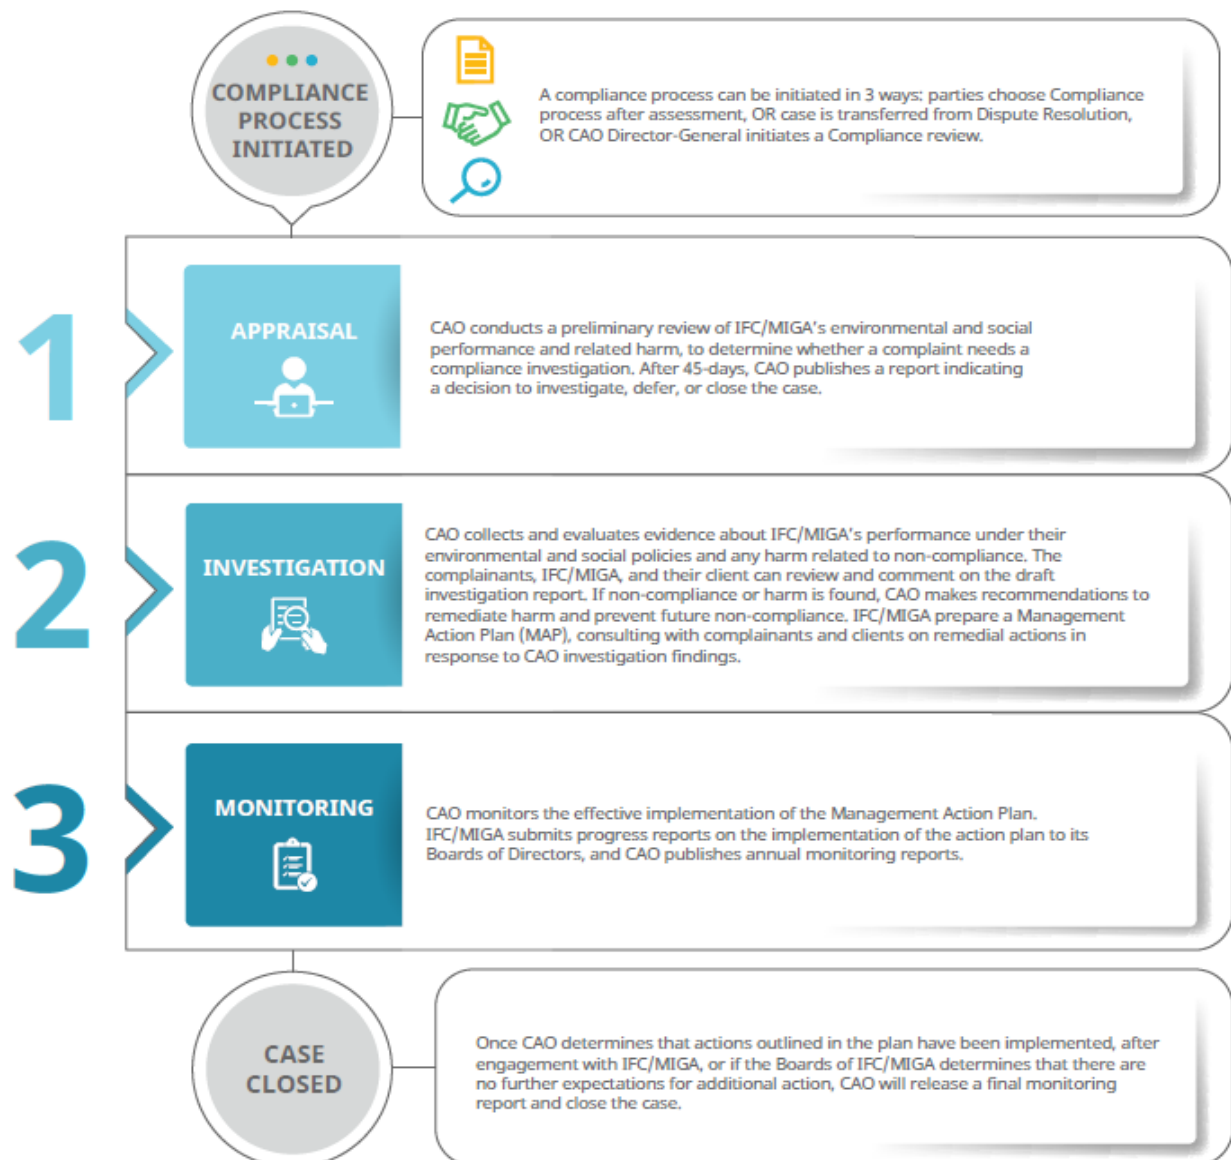 COMPLIANCE
PROCESS
INITIATED
A compliance process can be initiated in 3 ways: parties choose Compliance
process after assessment, OR case is transferred from Dispute Resolution,
OR CAO Director-General initiates a Compliance review.
1
APPRAISAL
CAO conducts a preliminary review of IFC/MIGA's environmental and social
performance and related harm, to determine whether a complaint needs a
compliance investigation. After 45-days, CAO publishes a report indicating
a decision to investigate, defer, or close the case.
2
INVESTIGATION
CAO collects and evaluates evidence about IFC/MIGA's performance under their
environmental and social policies and any harm related to non-compliance. The
complainants, IFC/MIGA, and their client can review and comment on the draft
investigation report. If non-compliance or harm is found, CAO makes recommendations to
remediate harm and prevent future non-compliance. IFC/MIGA prepare a Management
Action Plan (MAP), consulting with complainants and clients on remedial actions in
response to CAO investigation findings.
3
MONITORING
CAO monitors the effective implementation of the Management Action Plan.
IFC/MIGA submits progress reports on the implementation of the action plan to its
Boards of Directors, and CAO publishes annual monitoring reports.
CASE
CLOSED
Once CAO determines that actions outlined in the plan have been implemented, after
engagement with IFC/MIGA, or if the Boards of IFC/MIGA determines that there are
no further expectations for additional action, CAO will release a final monitoring
report and close the case.